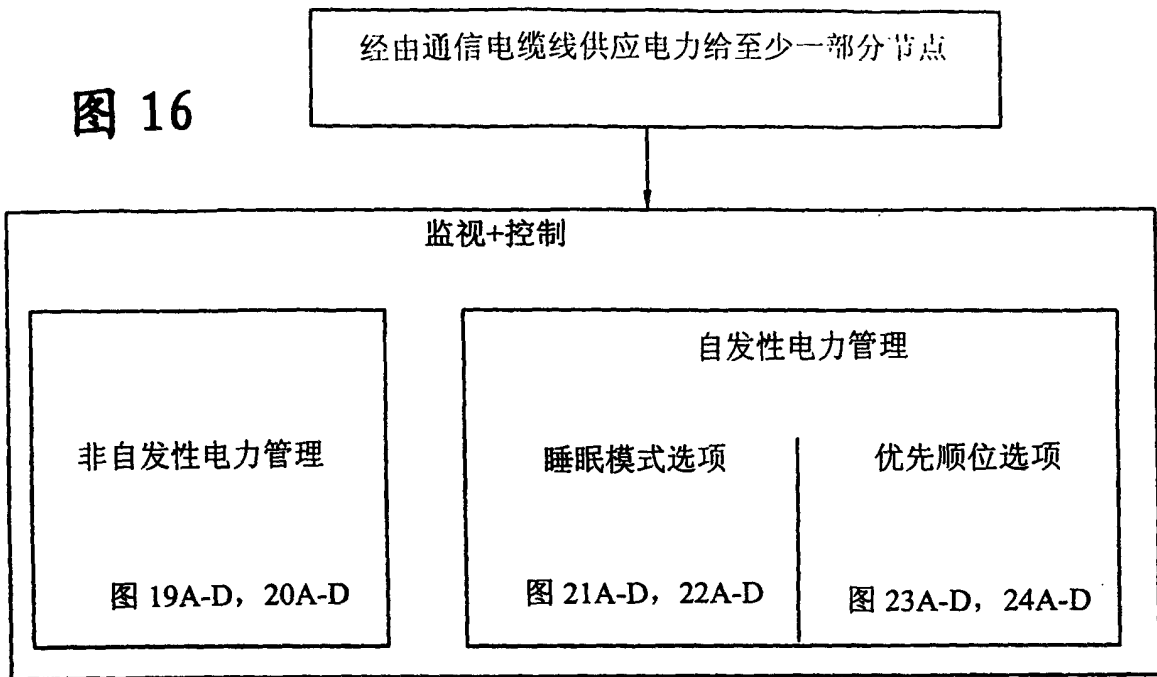 经由通信电缆线供应电力给至少一部分节点
图 16
监视+控制
自发性电力管理
非自发性电力管理
睡眠模式选项
优先顺位选项
图 19A-D，20A-D
图 21A-D，22A-D
图 23A-D，24A-D